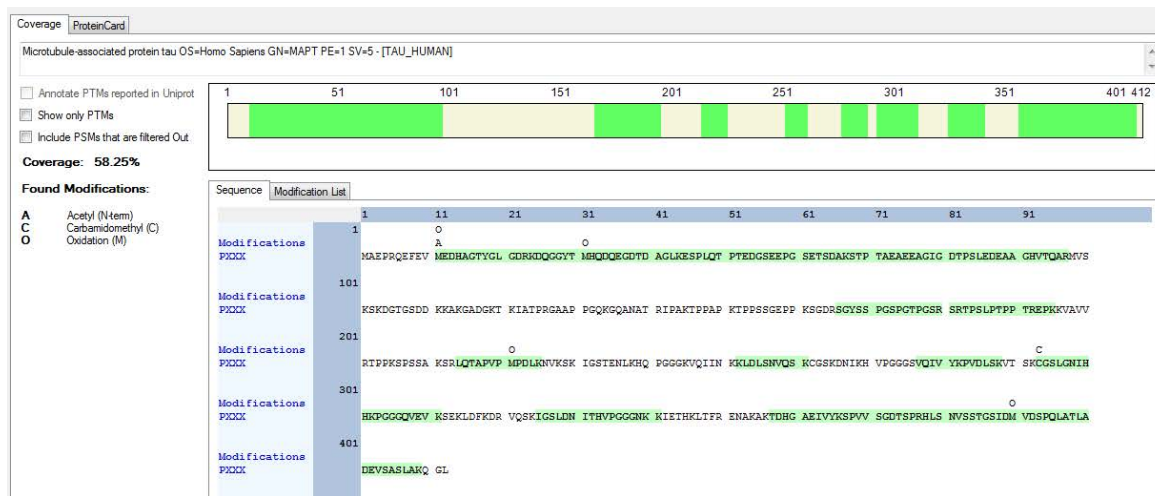 Coverage ProteinCard
Microtubule-associated protein tau OS=Homo Sapiens GN=MAPT PE=1 SV=5 - [TAU_HUMAN]
Annotate PTMs reported in Uniprot
Show only PTMs
Include PSMs that are filtered Out
Coverage: 58.25%
Found Modifications:
A Acetyl (N-term)
C Carbamidomethyl (C)
O Oxidation (M)
1 51 101 151 201 251 301 351 401 412
Sequence Modification List
1 11 21 31 41 51 61 71 81 91
1 O
Modifications A O
PXXX MAEPRQEFEV MEDHAGTYGL GDRKDQGGYT MHQDQEGDTD AGLKESPLQT PTEDGSEEPG SETSDAKSTP TAEAEEAGIG DTPSLEDEAA GHVTQARMVS
101
Modifications
PXXX KSKDGTGSDD KKAKGADGKT KIATPRGAAP PGQKGQANAT RIPAKTPPAP KTPPSSGEPP KSGDRSGYSS PGSPGTPGSR SRTPSLPTPP TREPKKVAVV
201
Modifications O C
PXXX RTPPKSPSSA KSRLQTAPVP MPDLKNVKSK IGSTENLKHQ PGGGKVQIIN KKLDLSNVQS KCGSKDNIKH VPGGGSVQIV YKPVDLSKVT SKCGSLGNIH
301
Modifications O
PXXX HKPGGGQVEV KSEKLDFKDR VQSKIGSLDN ITHVPGGGNK KIETHKLTFR ENAKAKTDHG AEIVYKSPVV SGDTSPRHLS NVSSTGSIDM VDSPQLATLA
401
Modifications
PXXX DEVSASLAKQ GL